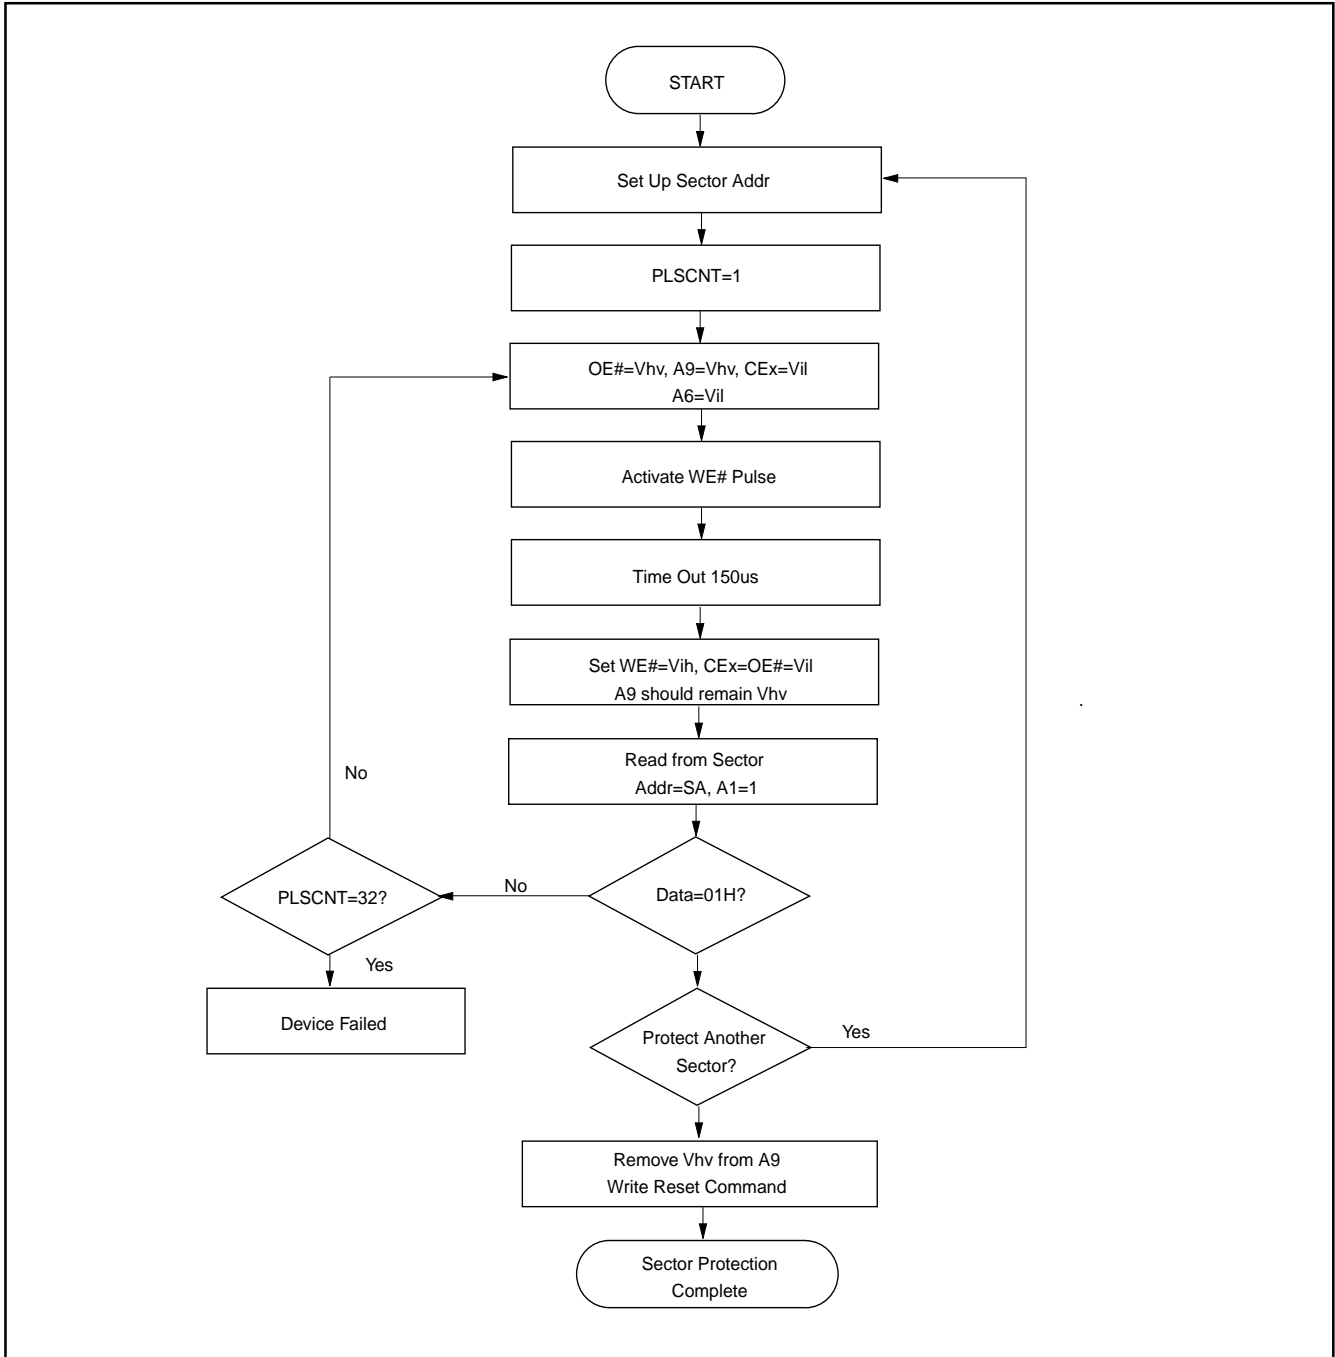 START
Set Up Sector Addr
PLSCNT=1
OE#=Vhv, A9=Vhv, CEx=Vil
A6=Vil
Activate WE# Pulse
Time Out 150us
Set WE#=Vih, CEx=OE#=Vil
A9 should remain Vhv
.
Read from Sector
Addr=SA, A1=1
No
Data=01H?
No
PLSCNT=32?
Yes
Device Failed
Protect Another
Sector?
Yes
Remove Vhv from A9
Write Reset Command
Sector Protection
Complete